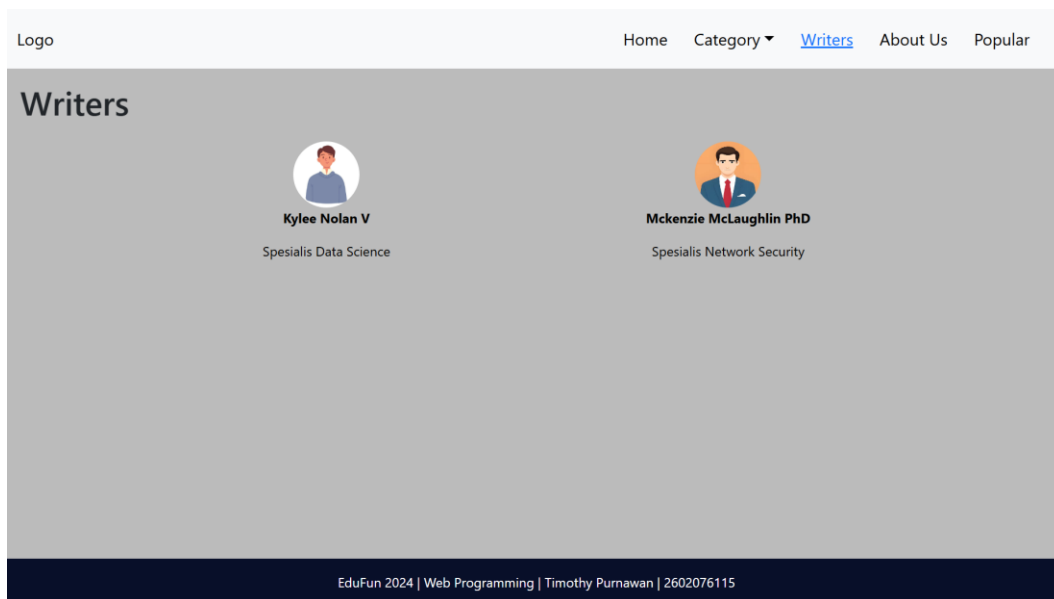 Logo Home Category Writers About Us Popular
Writers
Kylee Nolan V Mckenzie McLaughlin PhD
Spesialis Data Science Spesialis Network Security
EduFun 2024 | Web Programming | Timothy Purnawan | 2602076115